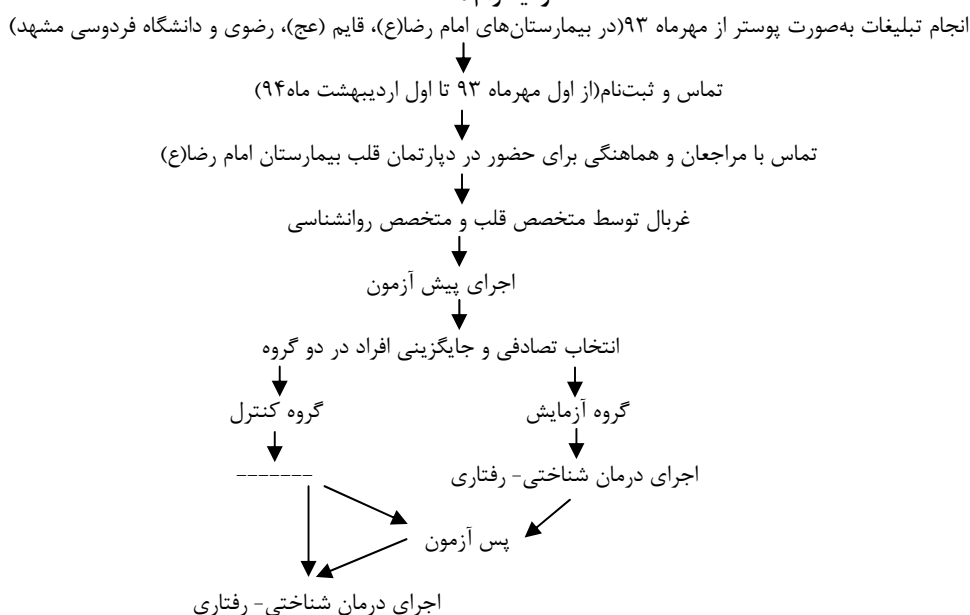 انجام تبلیغات به‌صورت پوستر از مهرماه ۹۳(در بیمارستان‌های امام رضا(ع)، قایم (عج)، رضوی و دانشگاه فردوسی مشهد)
تماس و ثبت‌نام(از اول مهرماه ۹۳ تا اول اردیبهشت ماه۹۴)
تماس با مراجعان و هماهنگی برای حضور در دپارتمان قلب بیمارستان امام رضا(ع)
غربال توسط متخصص قلب و متخصص روانشناسی
اجرای پیش آزمون
انتخاب تصادفی و جایگزینی افراد در دو گروه
گروه آزمایش
گروه کنترل
اجرای درمان شناختی- رفتاری
-------
پس آزمون
اجرای درمان شناختی- رفتاری